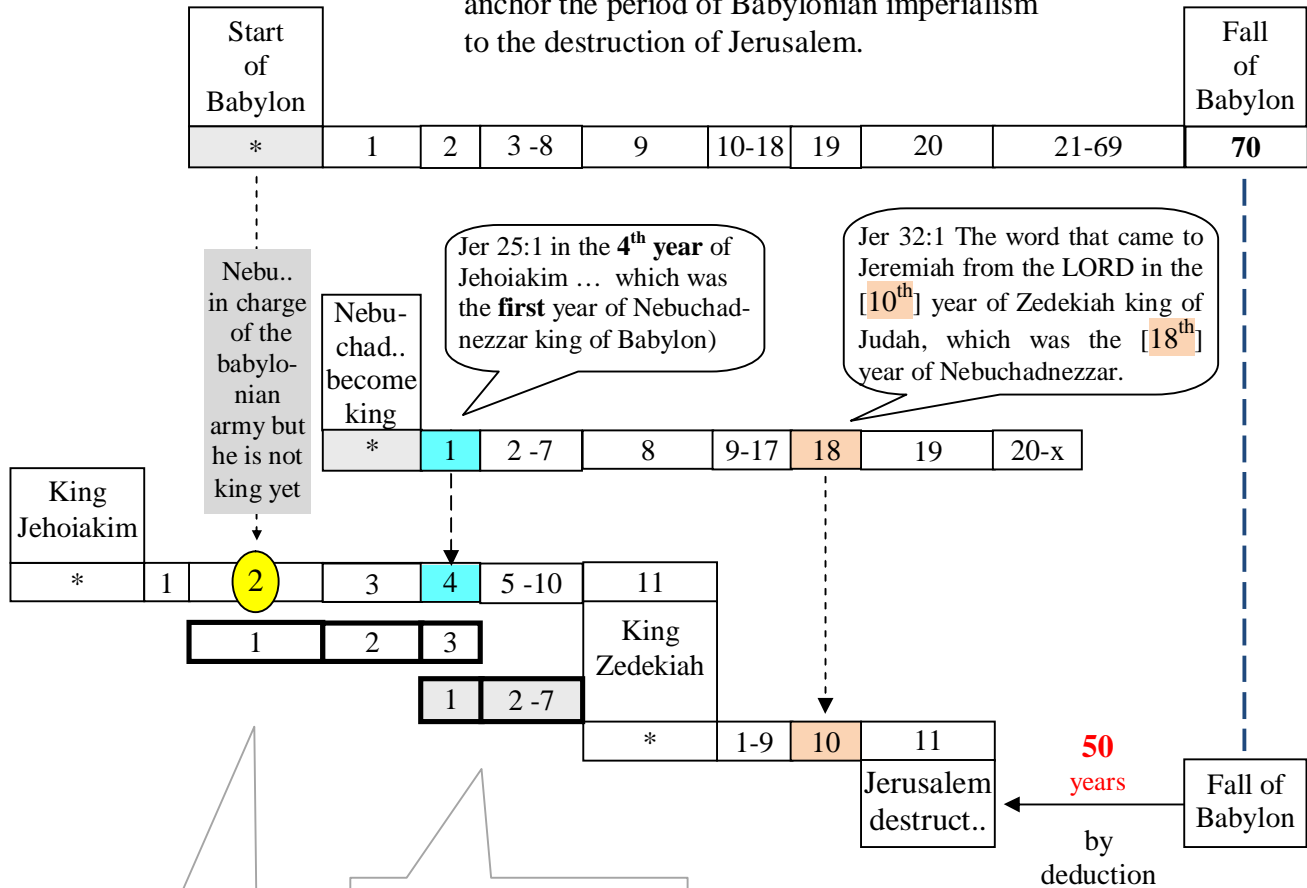 anchor the period of Babylonian imperialism
to the destruction of Jerusalem.
Start
of
Babylon
Fall
of
Babylon
* 1 2 3 -8 9 10-18 19 20 21-69 70
Nebu..
in charge
of the
babylo-
nian
army but
he is not
king yet
Nebu-
chad..
become
king
Jer 25:1 in the 4th year of
Jehoiakim … which was
the first year of Nebuchad-
nezzar king of Babylon)
Jer 32:1 The word that came to
Jeremiah from the LORD in the
[10th] year of Zedekiah king of
Judah, which was the [18th]
year of Nebuchadnezzar.
* 1 2 -7 8 9-17 18 19 20-x
King
Jehoiakim
* 1 2 3 4 5 -10 11
1 2 3
King
Zedekiah
1 2 -7
* 1-9 10 11
Jerusalem
destruct..
50
years
by
deduction
Fall of
Babylon